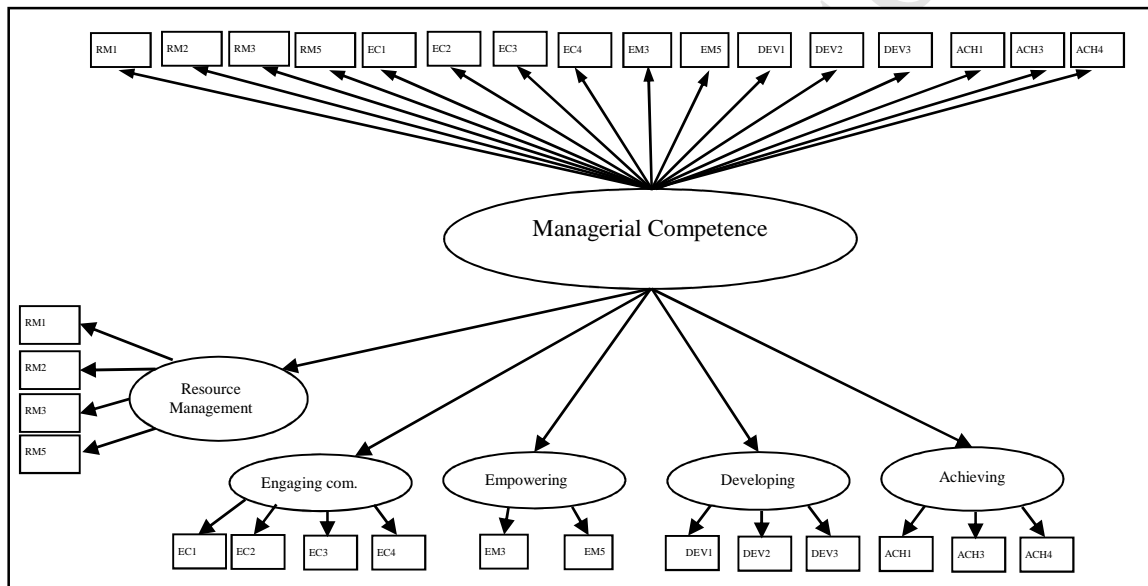 RM1 RM2 RM3 RM5 EC1 EC2 EC3 EC4 EM3 EM5 DEV1 DEV2 DEV3 ACH1 ACH3 ACH4
Managerial Competence
RM1
RM2
RM3
RM5
Resource
Management
Engaging com.
Empowering
Developing
Achieving
EC1 EC2 EC3 EC4 EM3 EM5 DEV1 DEV2 DEV3 ACH1 ACH3 ACH4